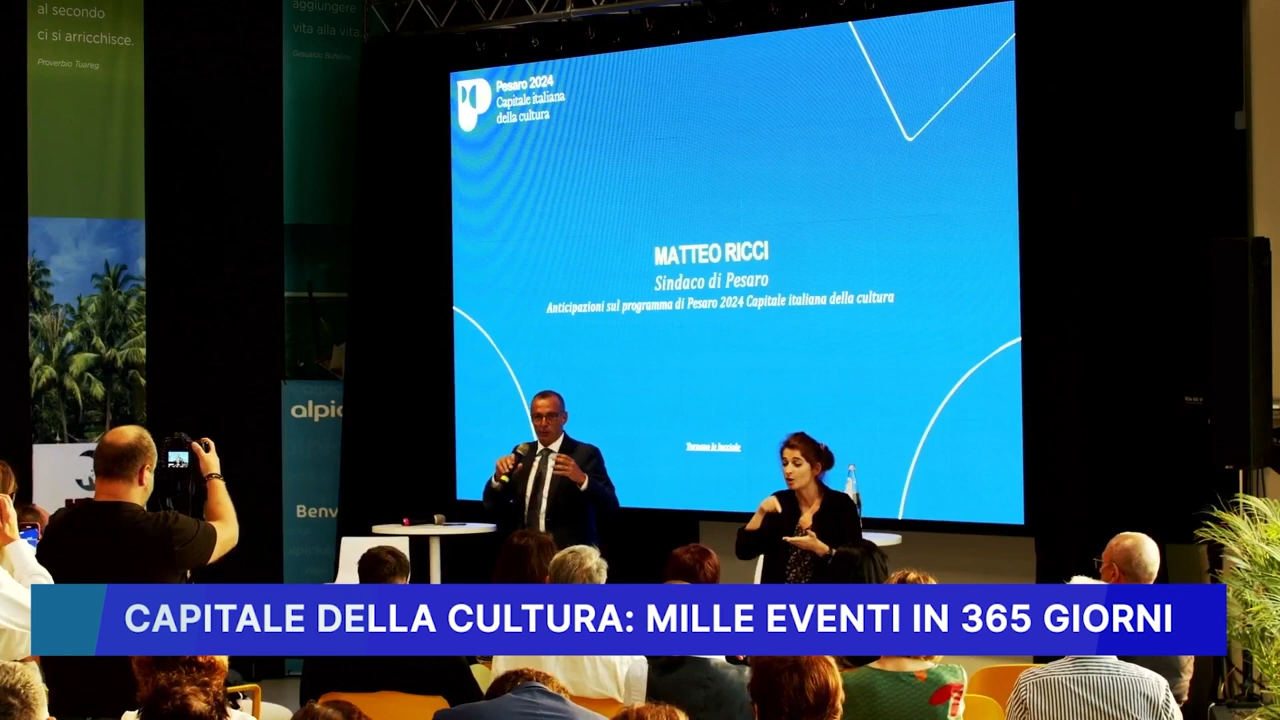 al secondo
ci si arricchisce.
Proverbio Tuareg
aggiungere
vita alla vita.
Pesaro 2024
Capitale italiana
della cultura
MATTEO RICCI
Sindaco di Pesaro
Anticipazioni sul programma di Pesaro 2024 Capitale italiana della cultura
alpi
Benv
CAPITALE DELLA CULTURA: MILLE EVENTI IN 365 GIORNI